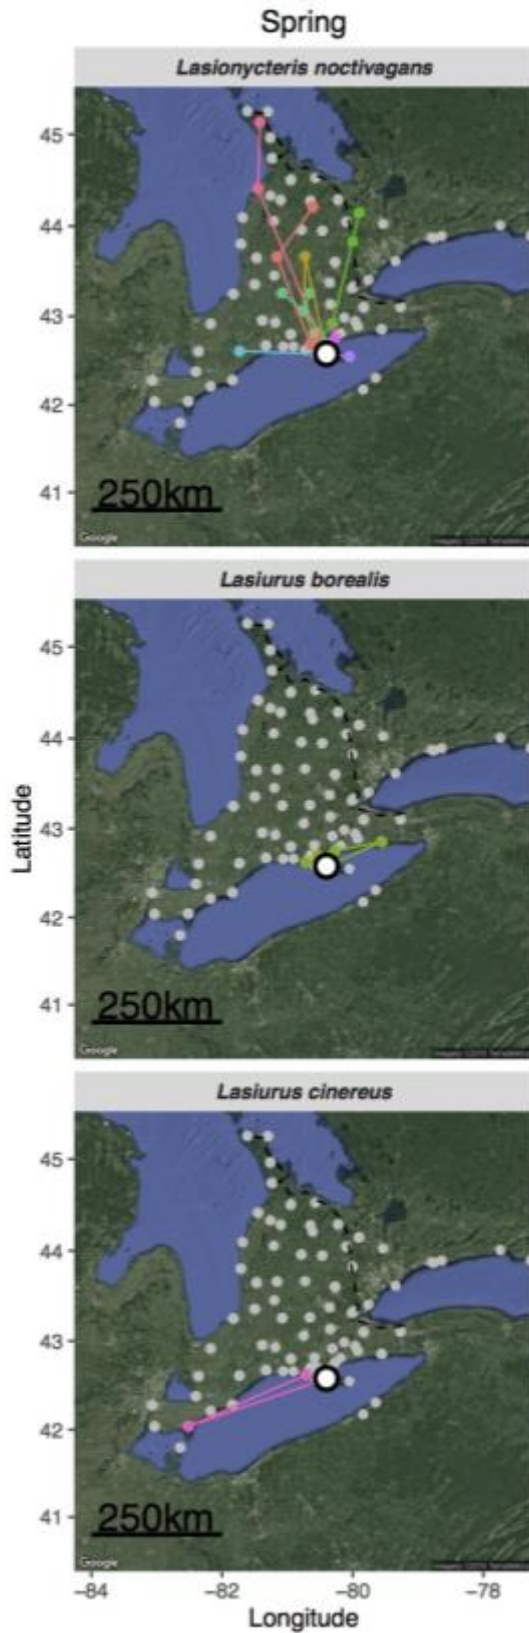 Spring
Lasionycteris noctivagans
45
44
43
42
41
250km
Google
Lasiurus borealis
45
44
43
42
41
250km
Google
Latitude
Lasiurus cinereus
45
44
43
42
41
250km
Google
−84
−82
−80
−78
Longitude